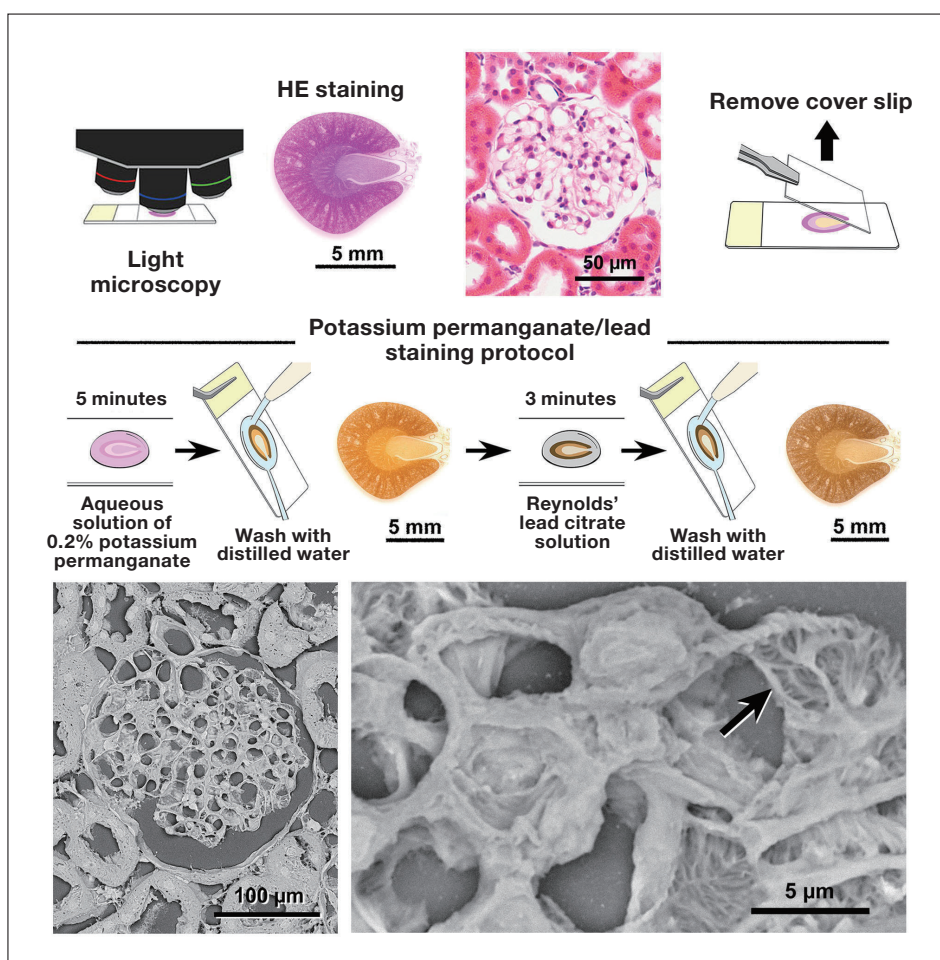 HE staining
Remove cover slip
Light
microscopy
5 mm
50 µm
Potassium permanganate/lead
staining protocol
5 minutes
Aqueous
solution of
0.2% potassium
permanganate
Wash with
distilled water
5 mm
3 minutes
Reynolds’
lead citrate
solution
Wash with
distilled water
5 mm
100 µm
5 µm